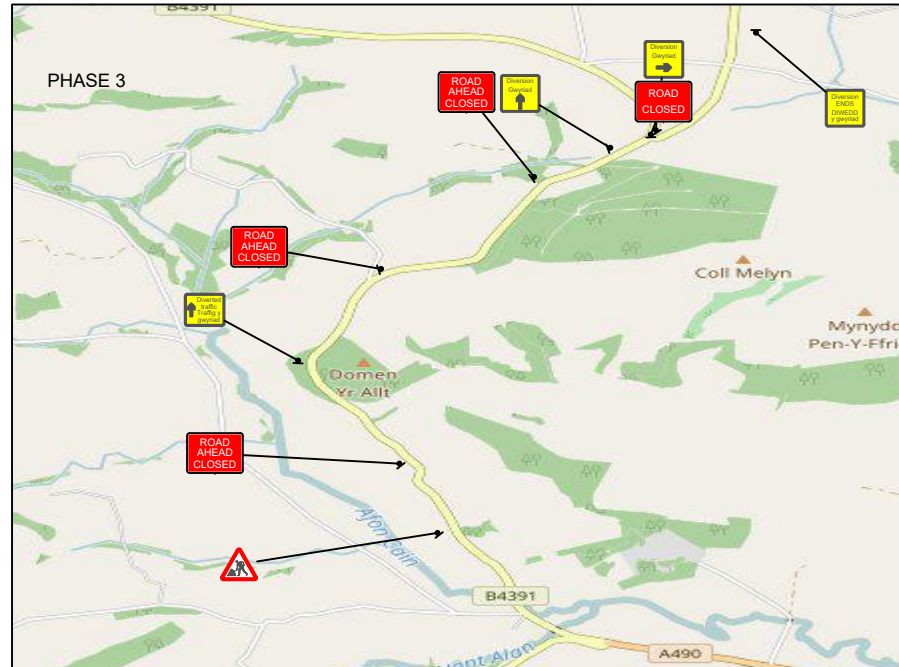 B4391
PHASE 3
Diversion
Gwyriad
ROAD
AHEAD
CLOSED
Diversion
Gwyriad
ROAD
CLOSED
Diversion
ENDS
DIWEDD
y gwyriad
ROAD
AHEAD
CLOSED
Coll Melyn
Diverted
traffic
Traffig y
gwyriad
Mynydd
Pen-Y-Ffri
Domen
Yr Allt
ROAD
AHEAD
CLOSED
Afon Cain
B4391
A490
Nant Alan